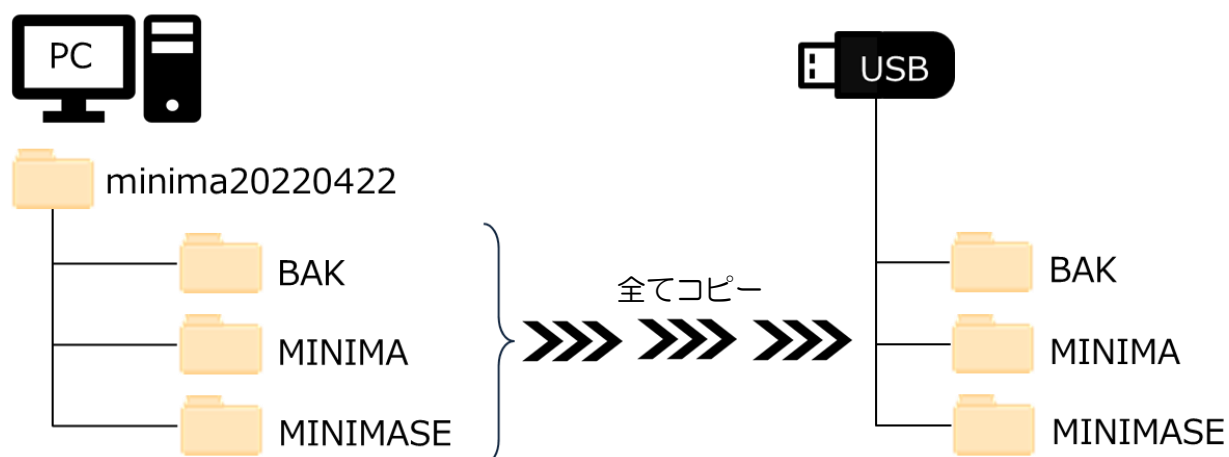 PC
USB
minima20220422
BAK
MINIMA
MINIMASE
全てコピー
BAK
MINIMA
MINIMASE